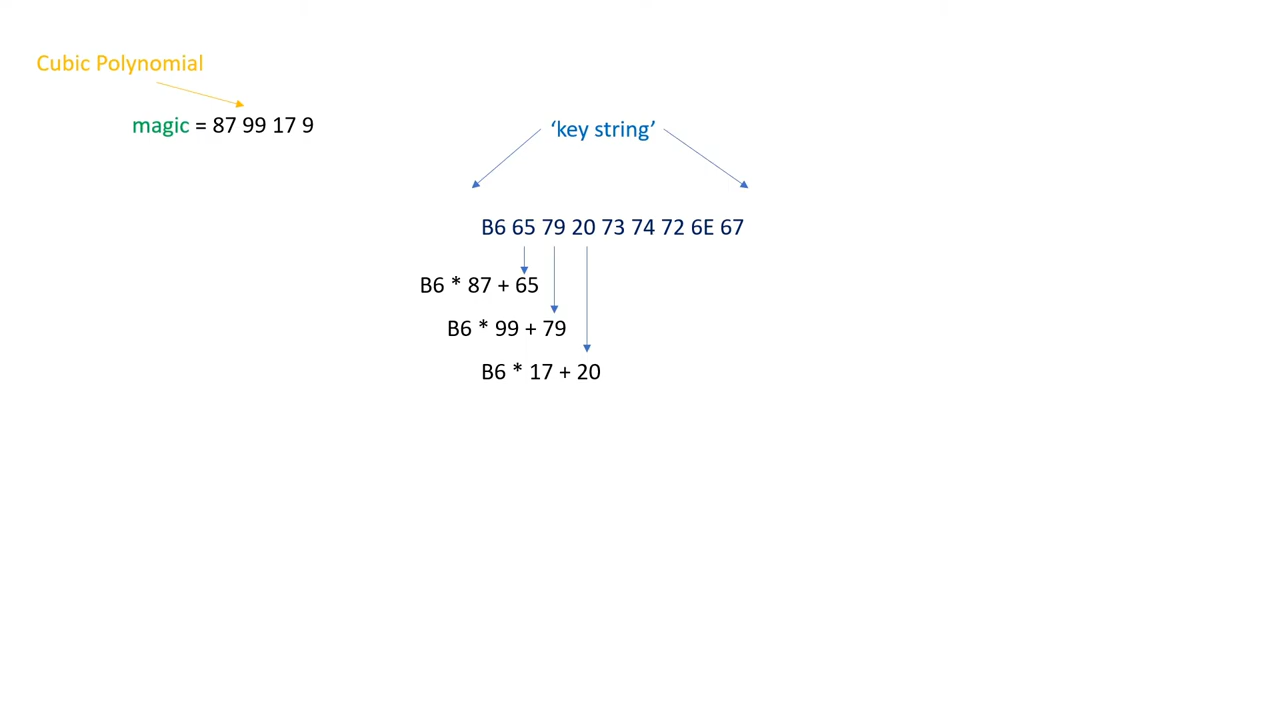 Cubic Polynomial
magic = 87 99 17 9
‘key string’
B6 65 79 20 73 74 72 6E 67
B6 * 87 + 65
B6 * 99 + 79
B6 * 17 + 20